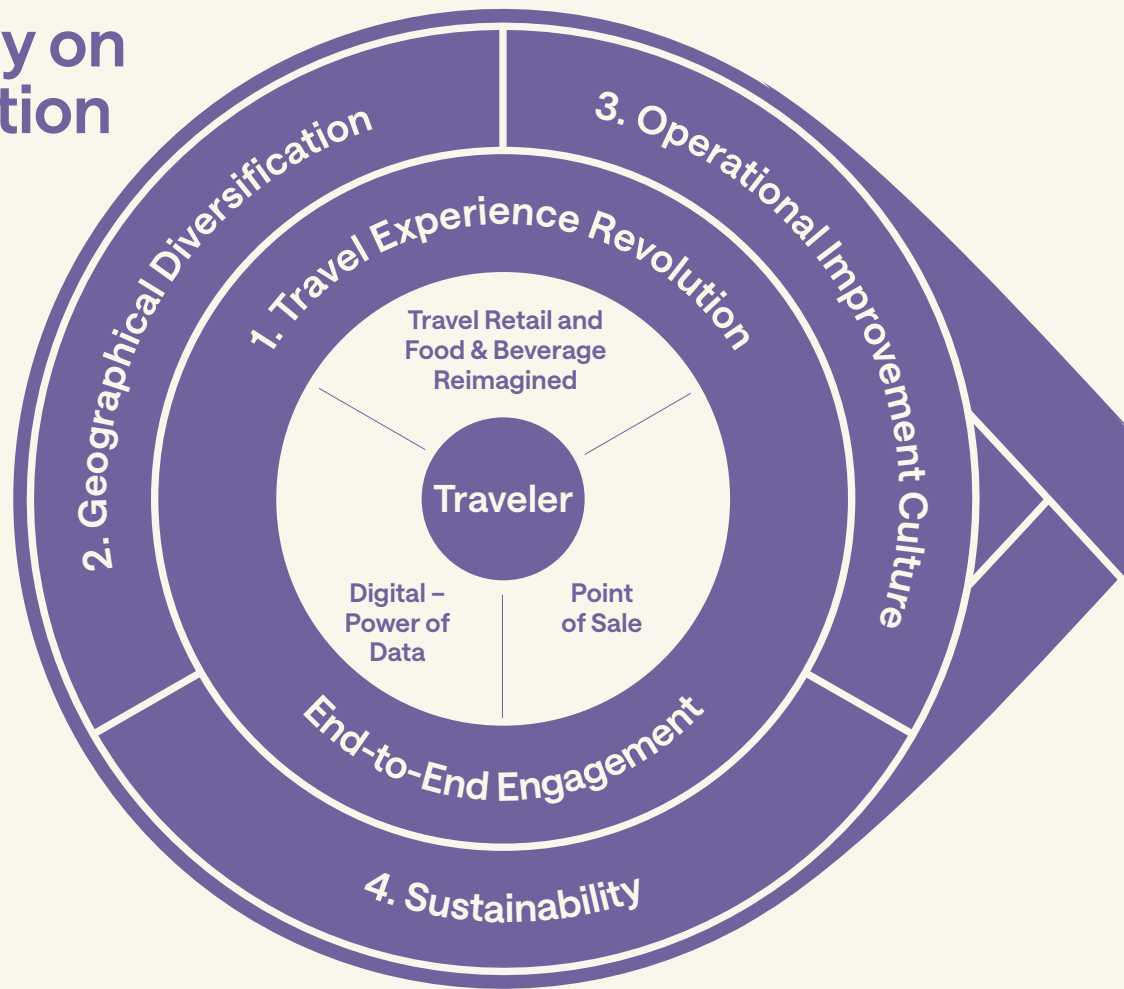 y on
tion
2. Geographical Diversification
3. Operational Improvement Culture
1. Travel Experience Revolution
Travel Retail and
Food & Beverage
Reimagined
Traveler
Digital –
Power of
Data
Point
of Sale
End-to-End Engagement
4. Sustainability